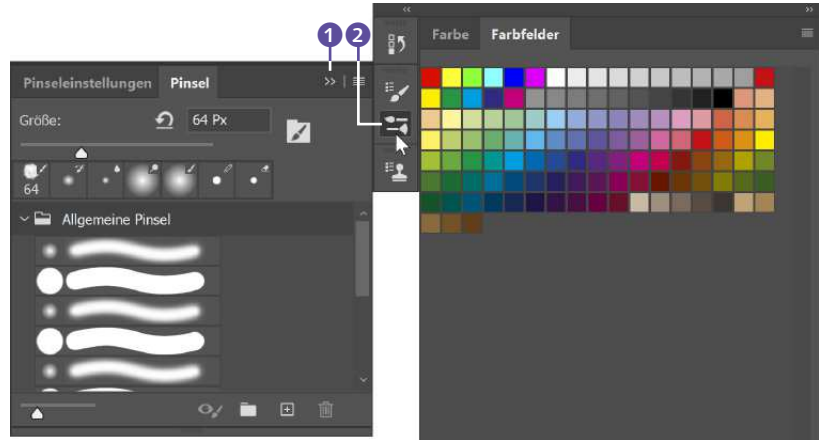 1 2
Pinseleinstellungen Pinsel
Größe: 64 Px
64
Allgemeine Pinsel
Farbe Farbfelder